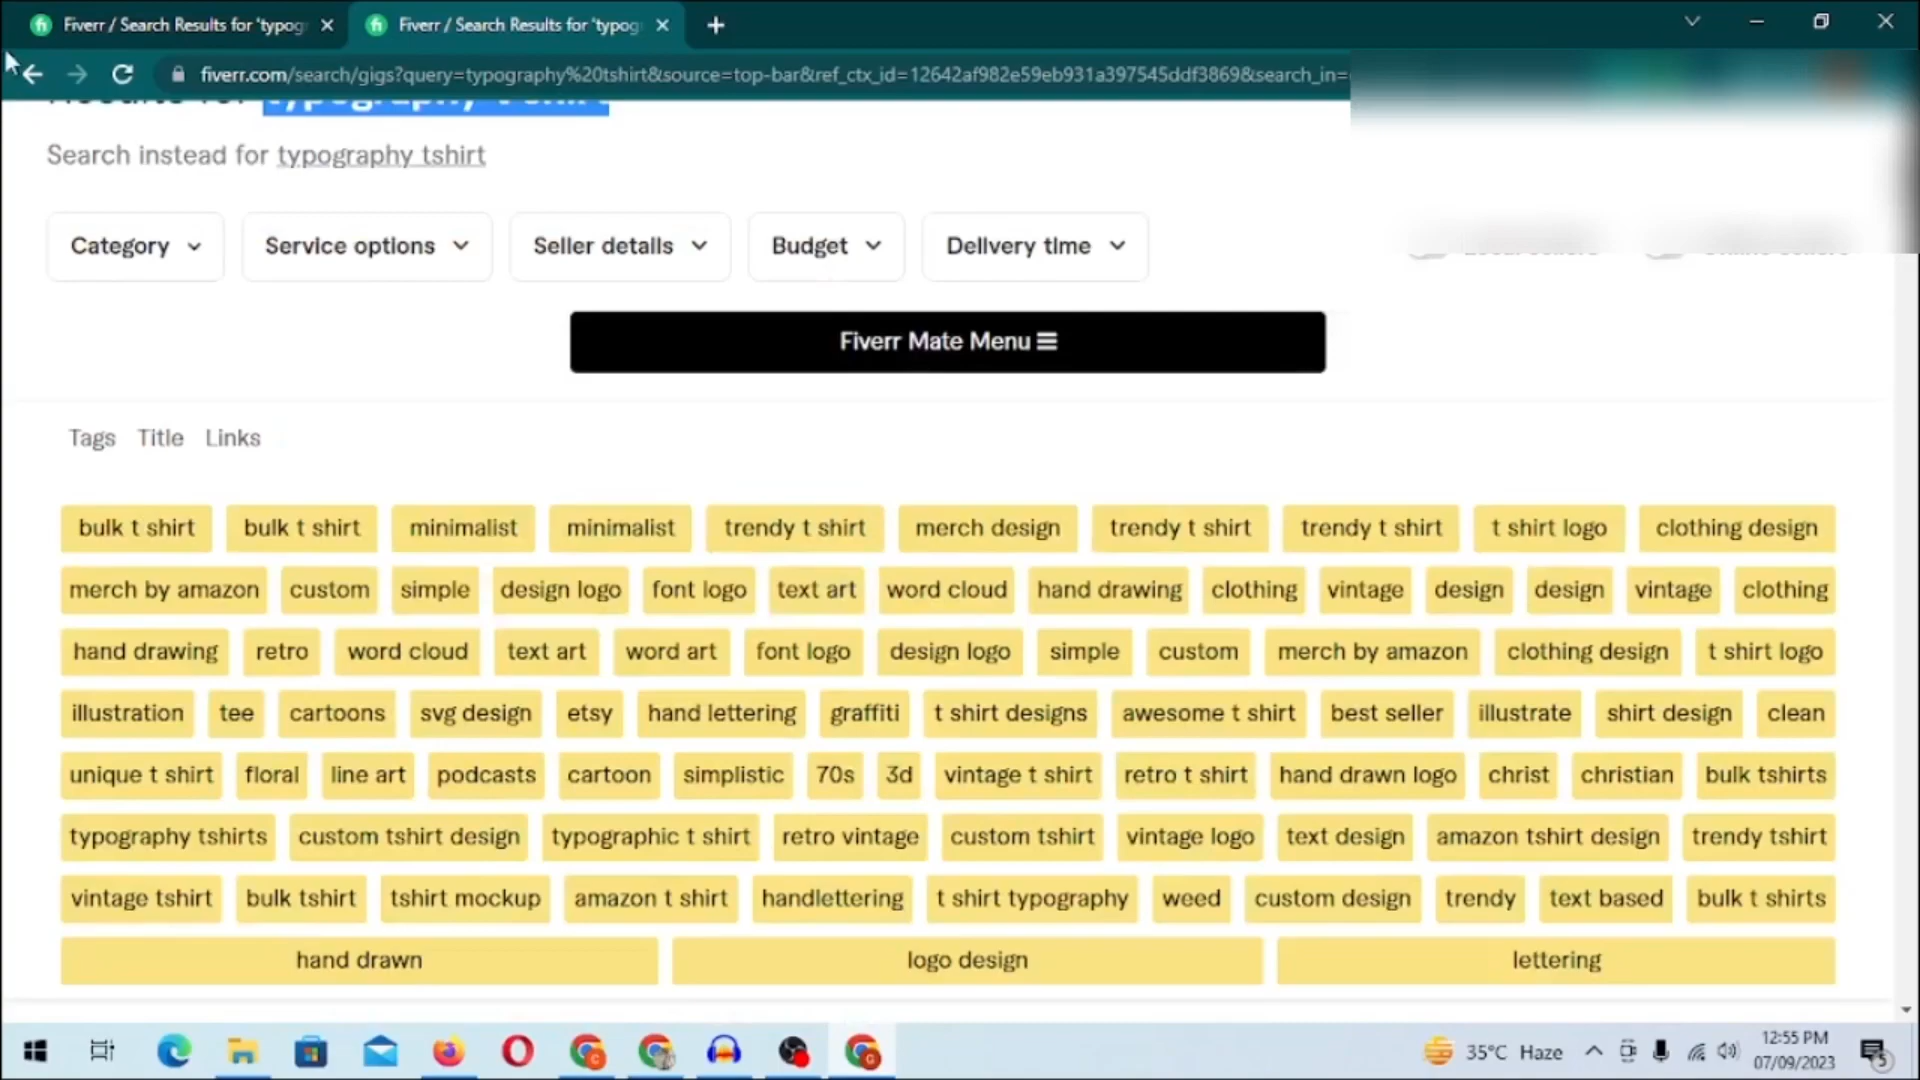 Fiverr / Search Results for 'typog
Fiverr / Search Results for 'typog
fiverr.com/search/gigs?query=typography%20tshirt&source=top-bar&ref_ctx_id=12642af982e59eb931a397545ddf3869&search_in=
Results for typography t shirt
Search instead for typography tshirt
Category Service options Seller details Budget Delivery time
Fiverr Mate Menu
Tags Title Links
bulk t shirt bulk t shirt minimalist minimalist trendy t shirt merch design trendy t shirt trendy t shirt t shirt logo clothing design
merch by amazon custom simple design logo font logo text art word cloud hand drawing clothing vintage design design vintage clothing
hand drawing retro word cloud text art word art font logo design logo simple custom merch by amazon clothing design t shirt logo
illustration tee cartoons svg design etsy hand lettering graffiti t shirt designs awesome t shirt best seller illustrate shirt design clean
unique t shirt floral line art podcasts cartoon simplistic 70s 3d vintage t shirt retro t shirt hand drawn logo christ christian bulk tshirts
typography tshirts custom tshirt design typographic t shirt retro vintage custom tshirt vintage logo text design amazon tshirt design trendy tshirt
vintage tshirt bulk tshirt tshirt mockup amazon t shirt handlettering t shirt typography weed custom design trendy text based bulk t shirts
hand drawn logo design lettering
35°C Haze
12:55 PM
07/09/2023
5